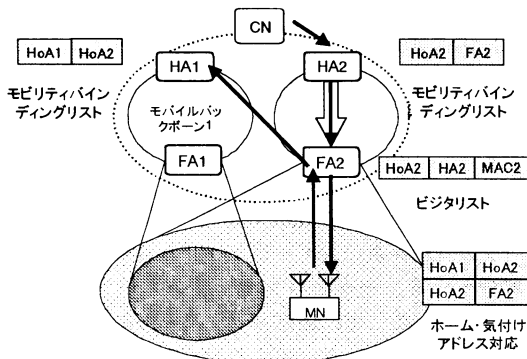 CN
HoA1 HoA2
HA1
HA2
HoA2 FA2
モビリティバイン
ディングリスト
モバイルバッ
クボーン1
モビリティバイン
ディングリスト
FA1
FA2
HoA2 HA2 MAC2
ビジタリスト
HoA1 HoA2
HoA2 FA2
MN
ホーム・気付け
アドレス対応